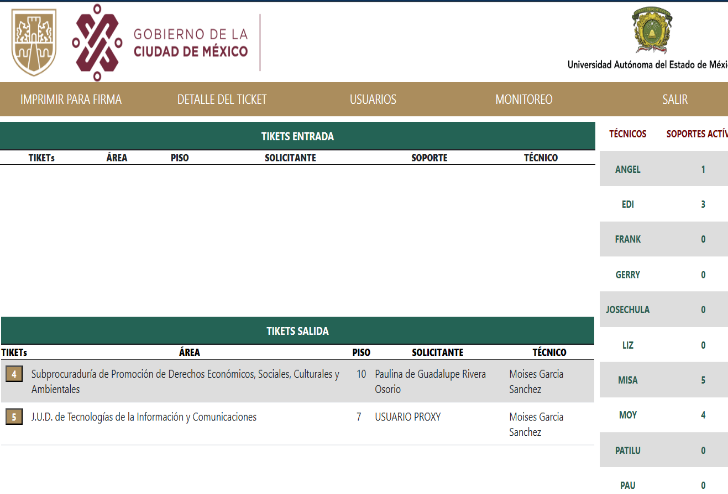 GOBIERNO DE LA
CIUDAD DE MÉXICO
Universidad Autónoma del Estado de Méxi
IMPRIMIR PARA FIRMA DETALLE DEL TICKET USUARIOS MONITOREO SALIR
TIKETS ENTRADA
TIKETs ÁREA PISO SOLICITANTE SOPORTE TÉCNICO
TIKETS SALIDA
TIKETs ÁREA PISO SOLICITANTE TÉCNICO
4 Subprocuraduría de Promoción de Derechos Económicos, Sociales, Culturales y 10 Paulina de Guadalupe Rivera Moises Garcia
Ambientales Osorio Sanchez
5 J.U.D. de Tecnologías de la Información y Comunicaciones 7 USUARIO PROXY Moises Garcia
Sanchez
TÉCNICOS SOPORTES ACTÍV
ANGEL 1
EDI 3
FRANK 0
GERRY 0
JOSECHULA 0
LIZ 0
MISA 5
MOY 4
PATILU 0
PAU 0